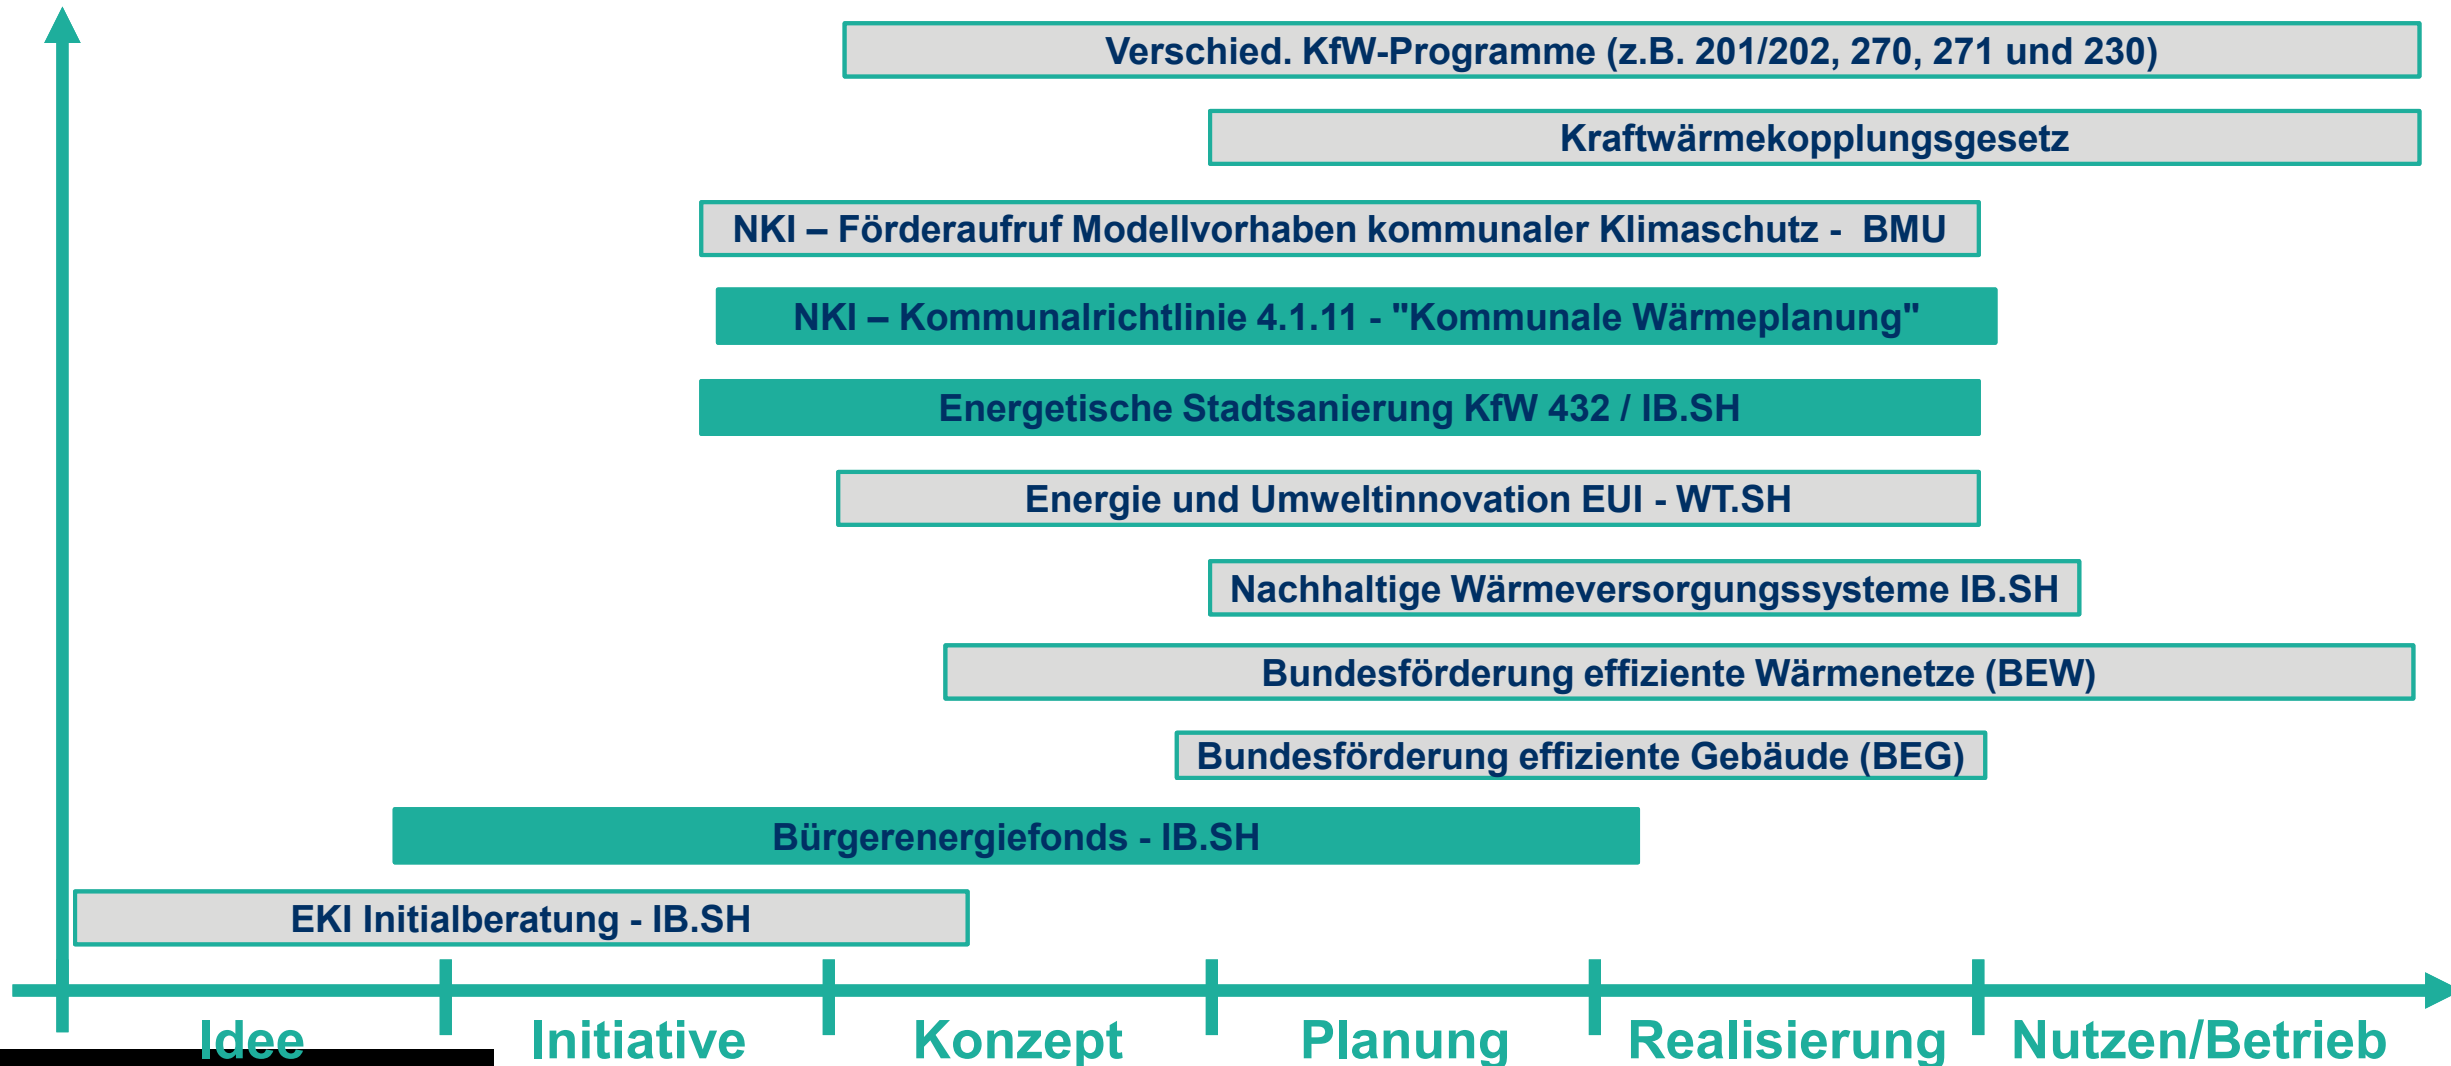 Verschied. KfW-Programme (z.B. 201/202, 270, 271 und 230)
Kraftwärmekopplungsgesetz
NKI – Förderaufruf Modellvorhaben kommunaler Klimaschutz - BMU
NKI – Kommunalrichtlinie 4.1.11 - "Kommunale Wärmeplanung"
Energetische Stadtsanierung KfW 432 / IB.SH
Energie und Umweltinnovation EUI - WT.SH
Nachhaltige Wärmeversorgungssysteme IB.SH
Bundesförderung effiziente Wärmenetze (BEW)
Bundesförderung effiziente Gebäude (BEG)
Bürgerenergiefonds - IB.SH
EKI Initialberatung - IB.SH
Idee Initiative Konzept Planung Realisierung Nutzen/Betrieb